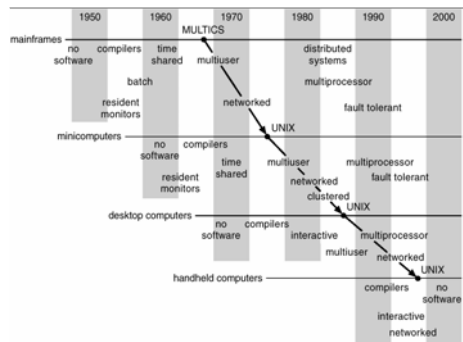 1950 1960 1970 1980 1990 2000
MULTICS
mainframes
no compilers time distributed
software shared multiuser systems
batch multiprocessor
resident networked fault tolerant
monitors
UNIX
minicomputers
no compilers
software time multiuser multiprocessor
resident shared networked fault tolerant
monitors clustered
UNIX
desktop computers
no compilers
software interactive multiprocessor
multiuser networked
UNIX
handheld computers
compilers no
software
interactive
networked